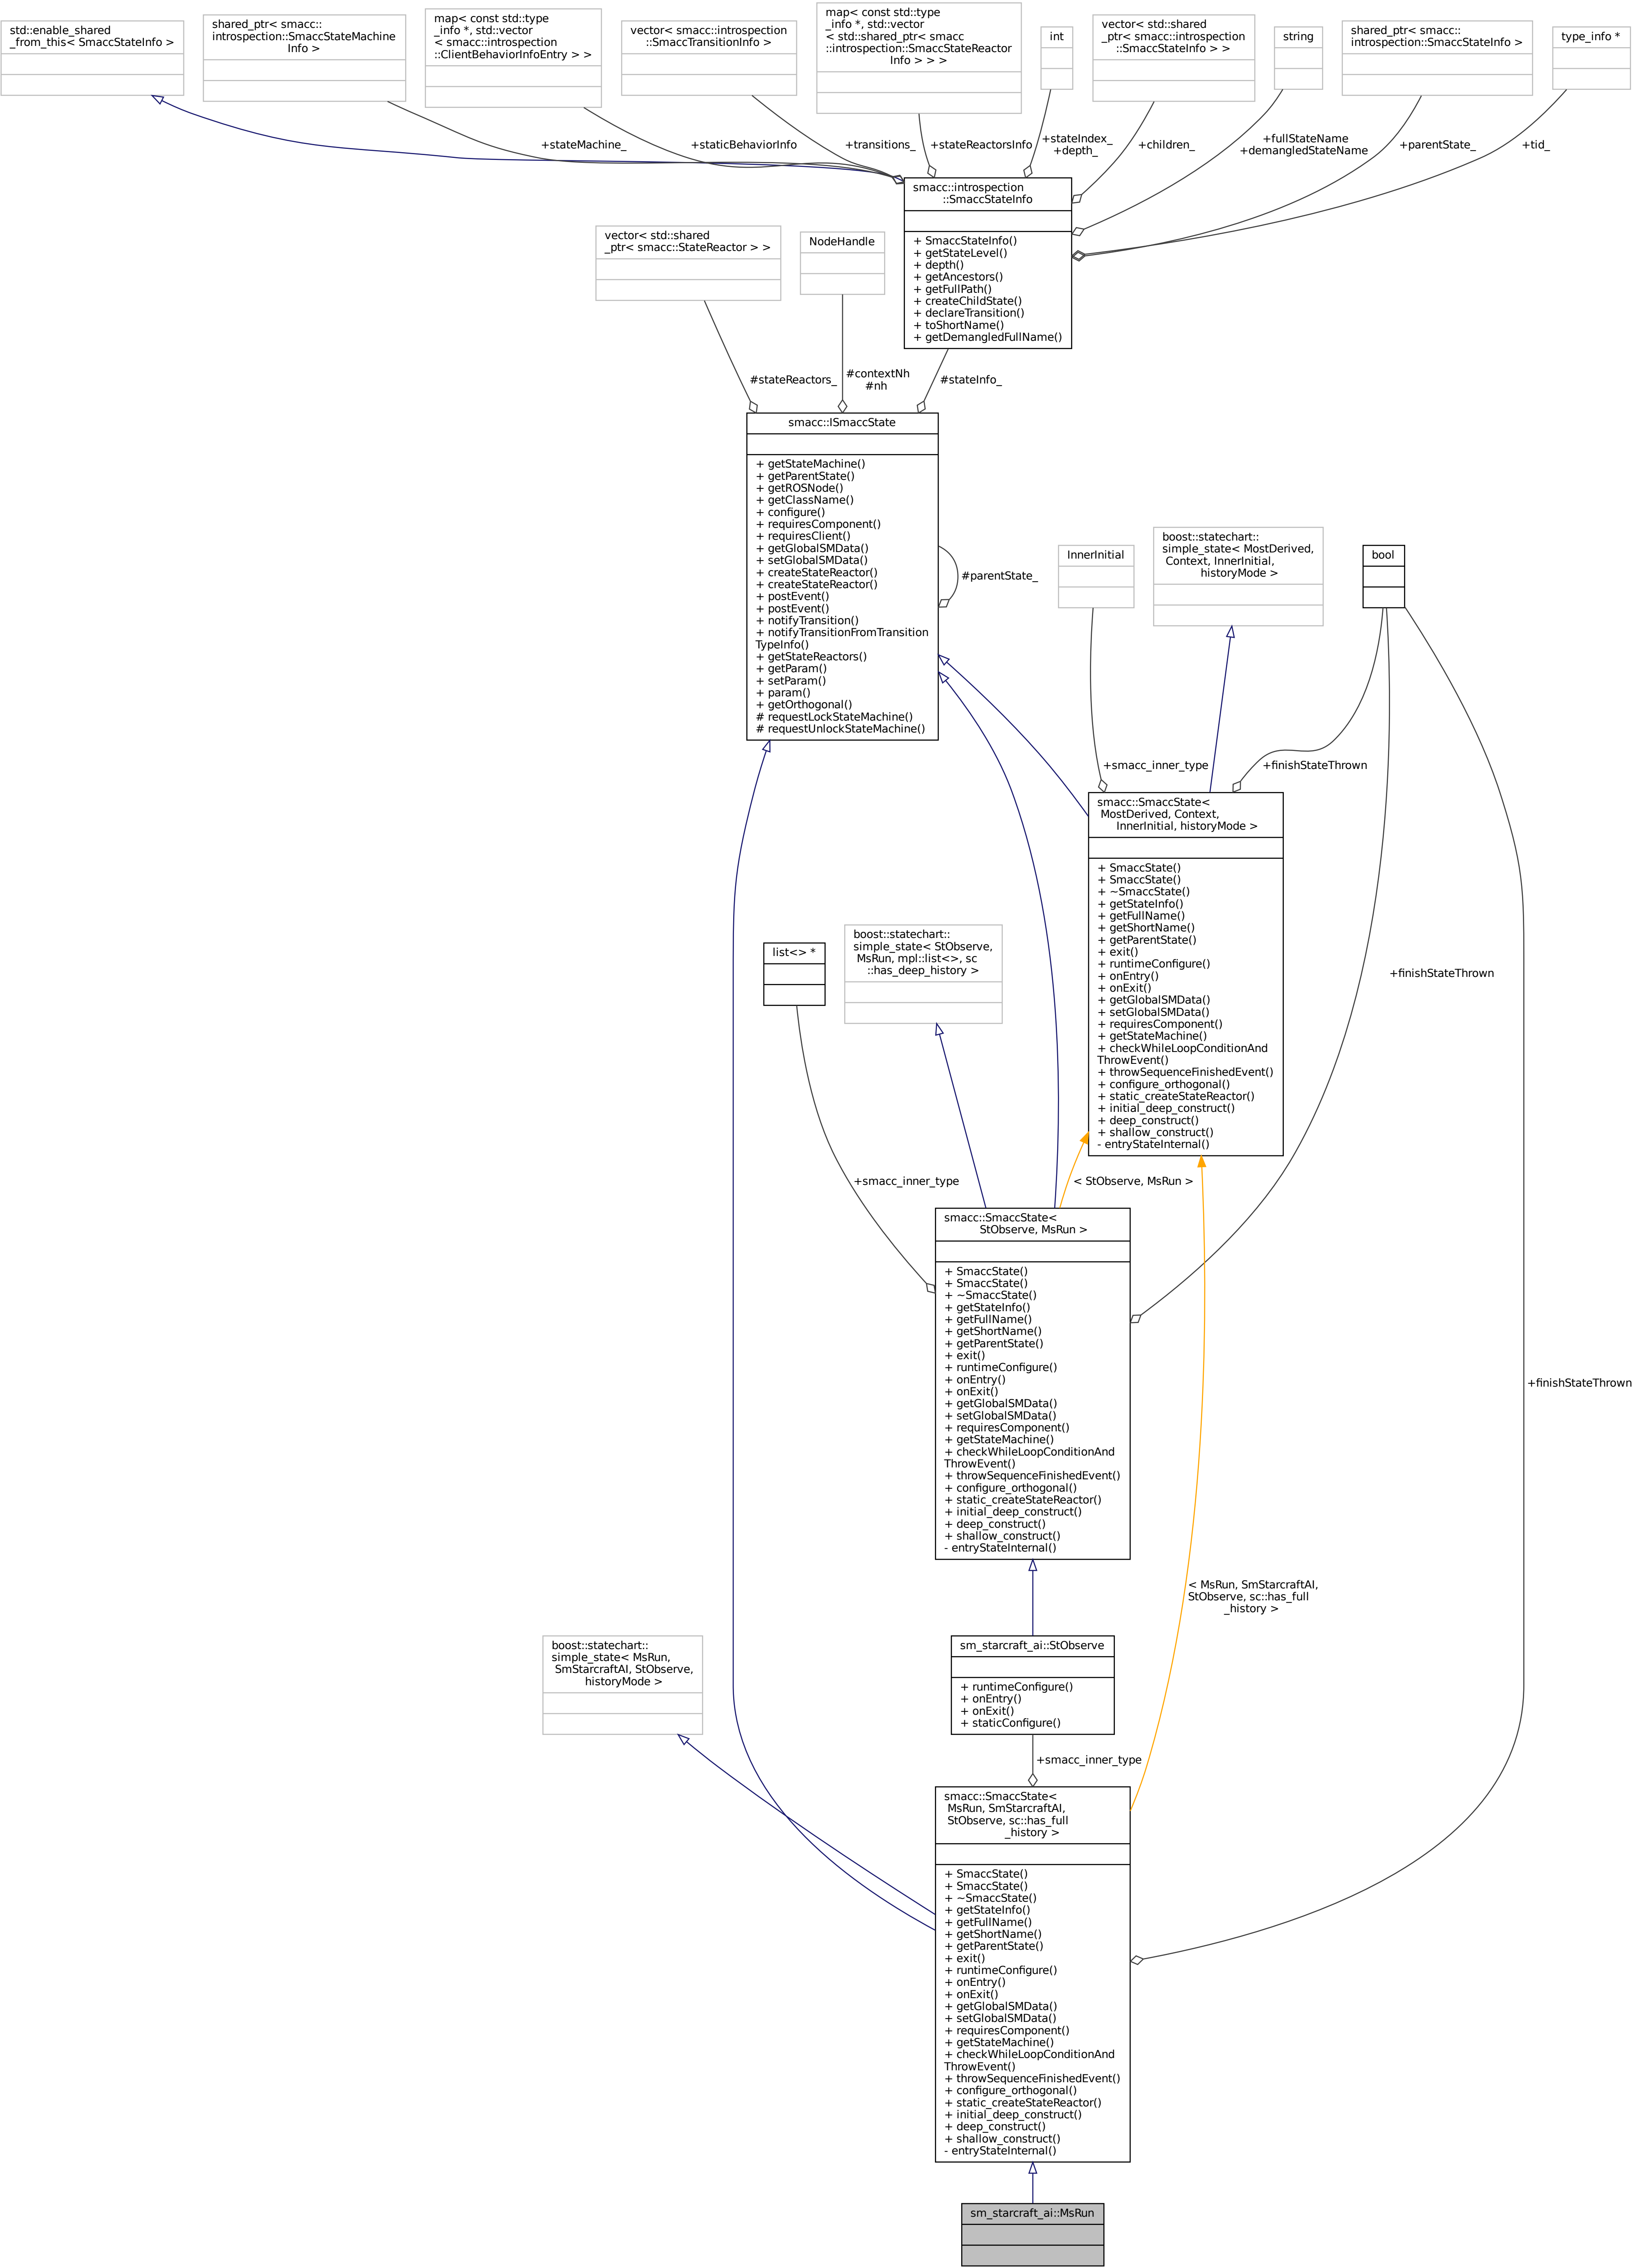 std::enable_shared
_from_this< SmaccStateInfo >
shared_ptr< smacc::
introspection::SmaccStateMachine
Info >
map< const std::type
_info *, std::vector
< smacc::introspection
::ClientBehaviorInfoEntry > >
vector< smacc::introspection
::SmaccTransitionInfo >
map< const std::type
_info *, std::vector
< std::shared_ptr< smacc
::introspection::SmaccStateReactor
Info > > >
int
vector< std::shared
_ptr< smacc::introspection
::SmaccStateInfo > >
string
shared_ptr< smacc::
introspection::SmaccStateInfo >
type_info *
+stateMachine_
+staticBehaviorInfo
+transitions_
+stateReactorsInfo
+stateIndex_
+depth_
+children_
+fullStateName
+demangledStateName
+parentState_
+tid_
smacc::introspection
::SmaccStateInfo
+ SmaccStateInfo()
+ getStateLevel()
+ depth()
+ getAncestors()
+ getFullPath()
+ createChildState()
+ declareTransition()
+ toShortName()
+ getDemangledFullName()
vector< std::shared
_ptr< smacc::StateReactor > >
NodeHandle
#stateReactors_
#contextNh
#nh
#stateInfo_
smacc::ISmaccState
+ getStateMachine()
+ getParentState()
+ getROSNode()
+ getClassName()
+ configure()
+ requiresComponent()
+ requiresClient()
+ getGlobalSMData()
+ setGlobalSMData()
+ createStateReactor()
+ createStateReactor()
+ postEvent()
+ postEvent()
+ notifyTransition()
+ notifyTransitionFromTransition
TypeInfo()
+ getStateReactors()
+ getParam()
+ setParam()
+ param()
+ getOrthogonal()
# requestLockStateMachine()
# requestUnlockStateMachine()
#parentState_
InnerInitial
boost::statechart::
simple_state< MostDerived,
Context, InnerInitial,
historyMode >
bool
+smacc_inner_type
+finishStateThrown
smacc::SmaccState<
MostDerived, Context,
InnerInitial, historyMode >
+ SmaccState()
+ SmaccState()
+ ~SmaccState()
+ getStateInfo()
+ getFullName()
+ getShortName()
+ getParentState()
+ exit()
+ runtimeConfigure()
+ onEntry()
+ onExit()
+ getGlobalSMData()
+ setGlobalSMData()
+ requiresComponent()
+ getStateMachine()
+ checkWhileLoopConditionAnd
ThrowEvent()
+ throwSequenceFinishedEvent()
+ configure_orthogonal()
+ static_createStateReactor()
+ initial_deep_construct()
+ deep_construct()
+ shallow_construct()
- entryStateInternal()
list<> *
boost::statechart::
simple_state< StObserve,
MsRun, mpl::list<>, sc
::has_deep_history >
+finishStateThrown
+smacc_inner_type
< StObserve, MsRun >
smacc::SmaccState<
StObserve, MsRun >
+ SmaccState()
+ SmaccState()
+ ~SmaccState()
+ getStateInfo()
+ getFullName()
+ getShortName()
+ getParentState()
+ exit()
+ runtimeConfigure()
+ onEntry()
+ onExit()
+ getGlobalSMData()
+ setGlobalSMData()
+ requiresComponent()
+ getStateMachine()
+ checkWhileLoopConditionAnd
ThrowEvent()
+ throwSequenceFinishedEvent()
+ configure_orthogonal()
+ static_createStateReactor()
+ initial_deep_construct()
+ deep_construct()
+ shallow_construct()
- entryStateInternal()
+finishStateThrown
< MsRun, SmStarcraftAI,
StObserve, sc::has_full
_history >
boost::statechart::
simple_state< MsRun,
SmStarcraftAI, StObserve,
historyMode >
sm_starcraft_ai::StObserve
+ runtimeConfigure()
+ onEntry()
+ onExit()
+ staticConfigure()
+smacc_inner_type
smacc::SmaccState<
MsRun, SmStarcraftAI,
StObserve, sc::has_full
_history >
+ SmaccState()
+ SmaccState()
+ ~SmaccState()
+ getStateInfo()
+ getFullName()
+ getShortName()
+ getParentState()
+ exit()
+ runtimeConfigure()
+ onEntry()
+ onExit()
+ getGlobalSMData()
+ setGlobalSMData()
+ requiresComponent()
+ getStateMachine()
+ checkWhileLoopConditionAnd
ThrowEvent()
+ throwSequenceFinishedEvent()
+ configure_orthogonal()
+ static_createStateReactor()
+ initial_deep_construct()
+ deep_construct()
+ shallow_construct()
- entryStateInternal()
sm_starcraft_ai::MsRun